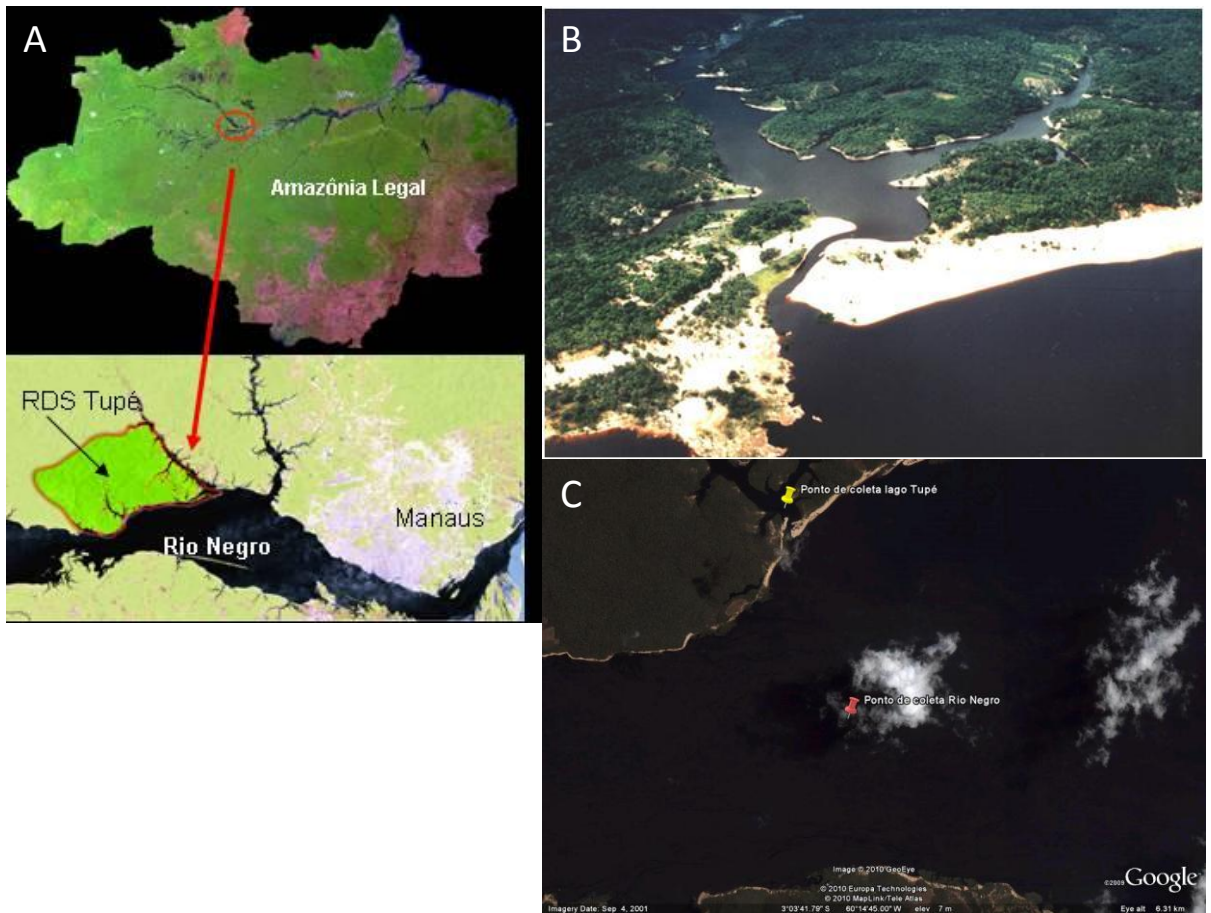 A
Amazônia Legal
RDS Tupé
Manaus
Rio Negro
B
C
Ponto de coleta lago Tupé
Ponto de coleta Rio Negro
Image © 2010 GeoEye
© 2010 Europa Technologies
© 2010 MapLink/Tele Atlas
©2009 Google
Imagery Date: Sep 4, 2001 3°03'41.79" S 60°14'45.00" W elev 7 m Eye alt 6.31 km